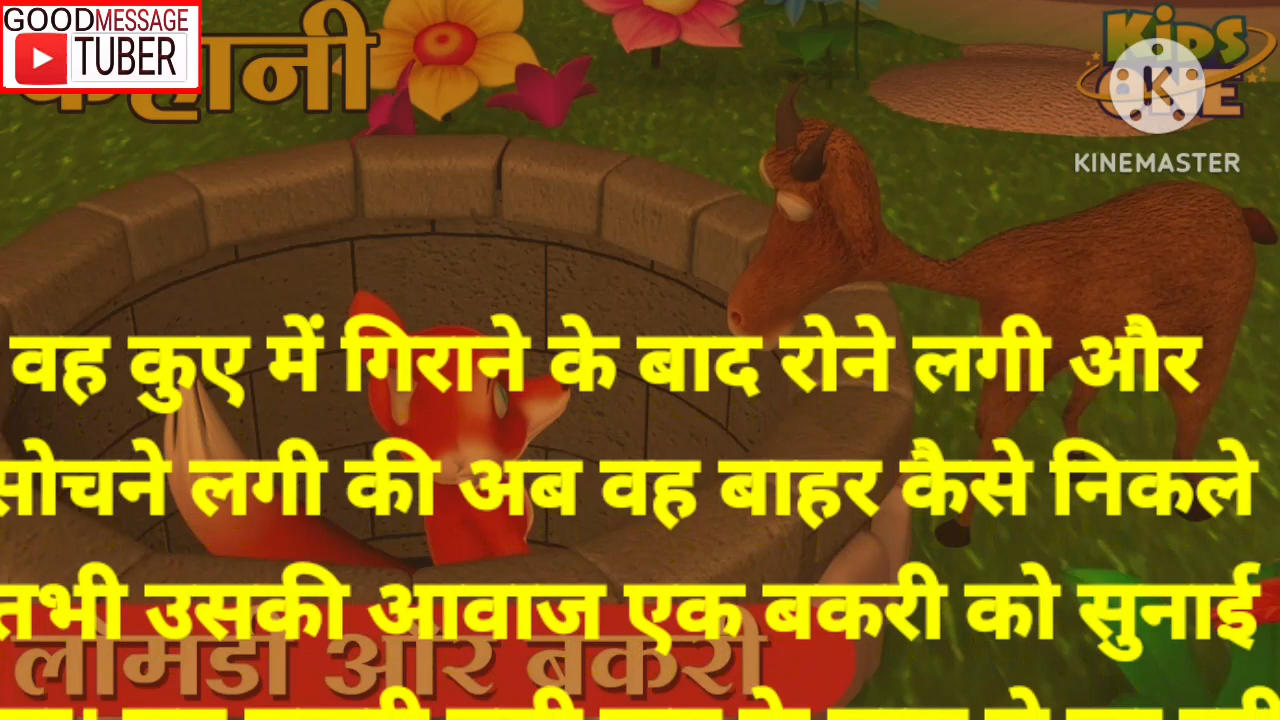 GOODMESSAGE
TUBER
कहानी
KiDS
KINEMASTER
वह कुए में गिराने के बाद रोने लगी और
सोचने लगी की अब वह बाहर कैसे निकले
तभी उसकी आवाज एक बकरी को सुनाई
लोमडी और बकरी